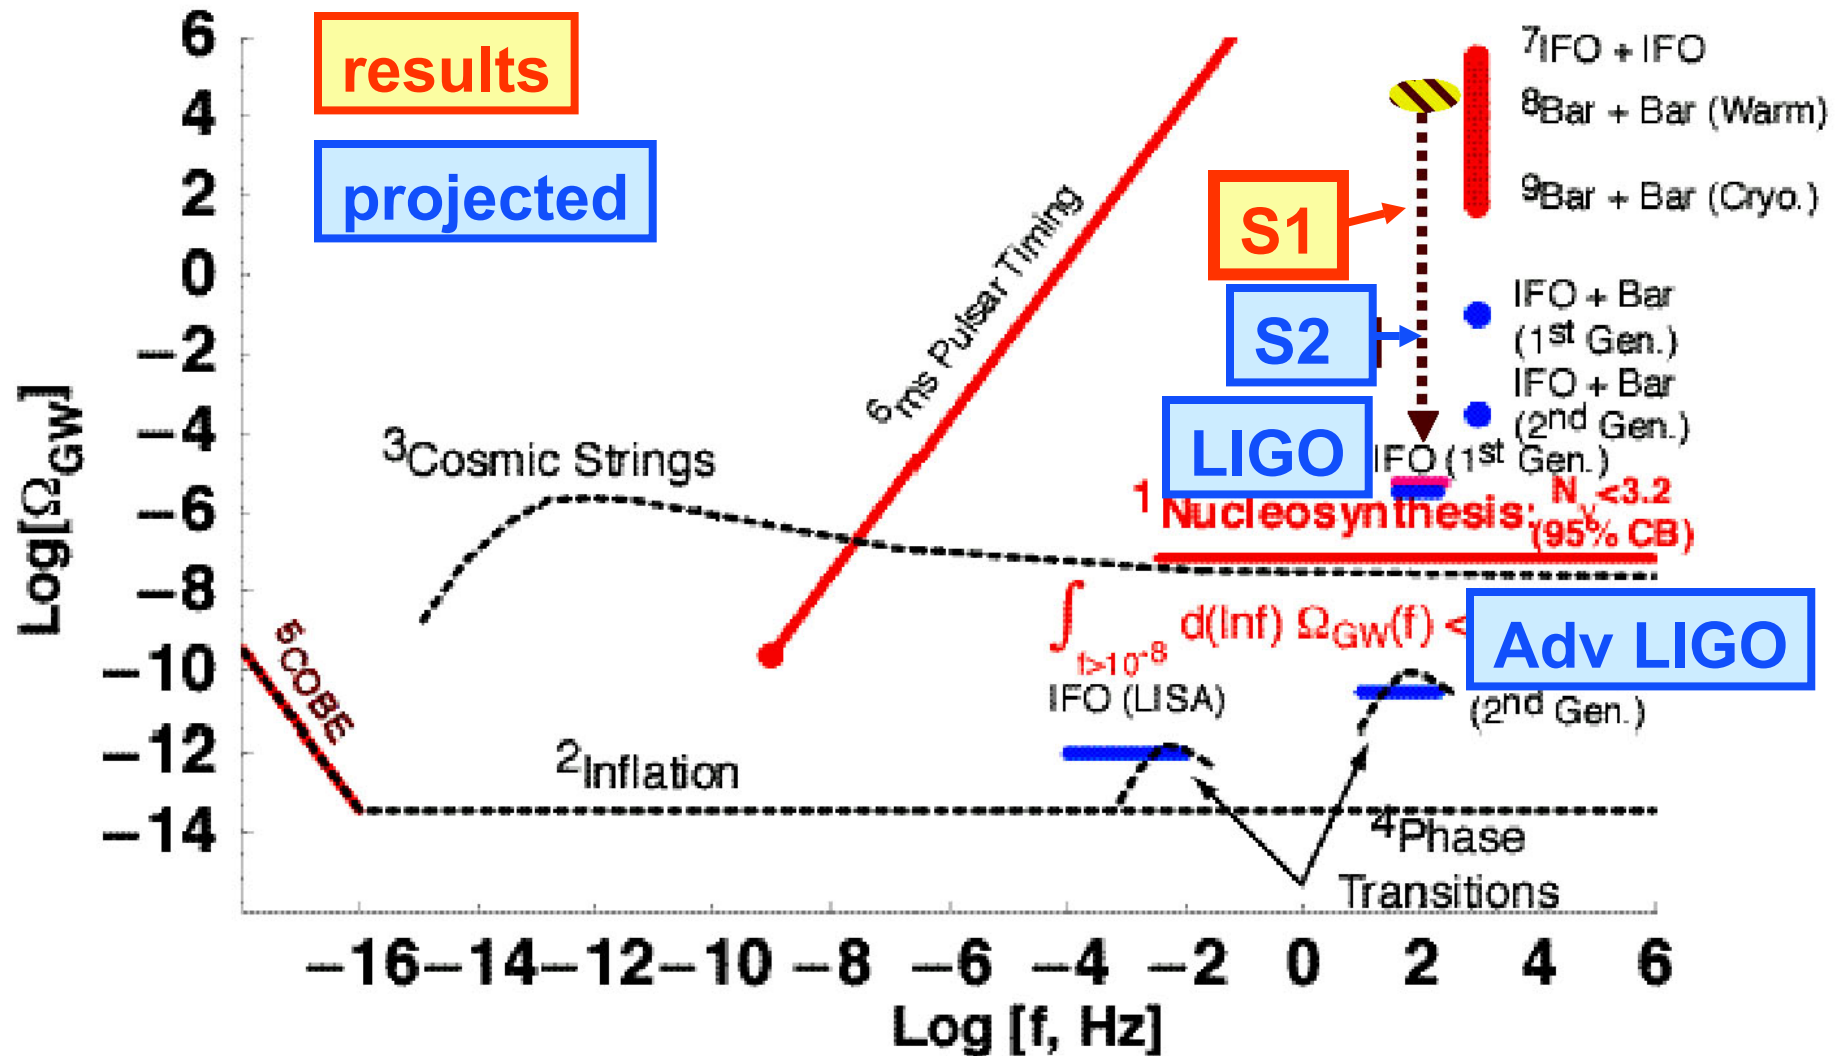 results
projected
6
4
2
0
−2
−4
−6
−8
−10
−12
−14
Log[Ω_GW]
−16 −14 −12 −10 −8 −6 −4 −2 0 2 4 6
Log [f, Hz]
5COBE
3Cosmic Strings
2Inflation
6ms Pulsar Timing
7IFO + IFO
8Bar + Bar (Warm)
9Bar + Bar (Cryo.)
S1
S2
IFO + Bar
(1st Gen.)
IFO + Bar
(2nd Gen.)
LIGO
IFO (1st Gen.)
1 Nucleosynthesis: Nν<3.2
(95% CB)
∫f>10-8 d(lnf) ΩGW(f) <
Adv LIGO
(2nd Gen.)
IFO (LISA)
4Phase
Transitions